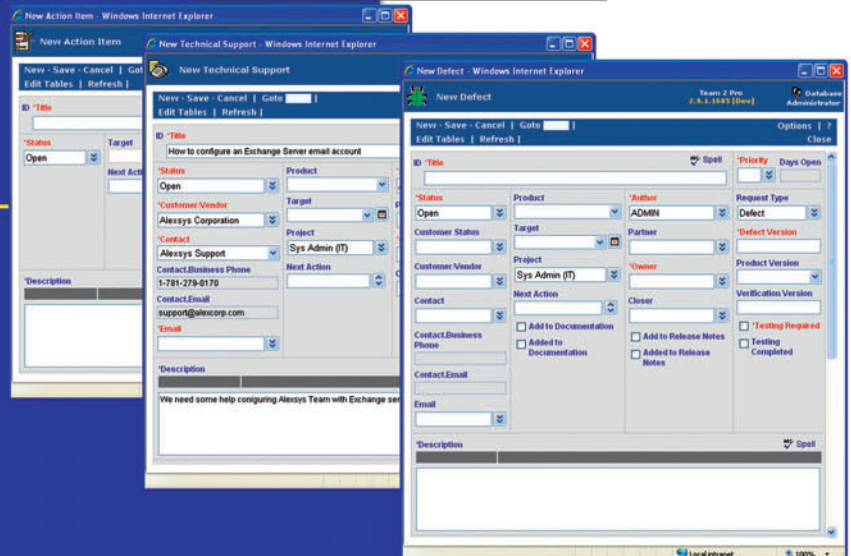 New Action Item - Windows Internet Explorer
New Action Item
New - Save - Cancel | Got
Edit Tables | Refresh |
ID *Title
*Status
Target
Open
Next Acti
*Description
New Technical Support - Windows Internet Explorer
New Technical Support
New - Save - Cancel | Goto |
Edit Tables | Refresh |
ID *Title
How to configure an Exchange Server email account
*Status
Product
Open
*Customer/Vendor
Target
Alexsys Corporation
*Contact
Project
Alexsys Support
Sys Admin (IT)
Contact.Business Phone
Next Action
1-781-279-0170
Contact.Email
support@alexcorp.com
*Email
*Description
We need some help coniguring Alexsys Team with Exchange ser
New Defect - Windows Internet Explorer
New Defect
Team 2 Pro
Database
[Dev]
Administrator
New - Save - Cancel | Goto |
Options | ?
Edit Tables | Refresh |
Close
ID *Title
Spell
*Priority
Days Open
*Status
Product
*Author
Request Type
Open
ADMIN
Defect
Customer Status
Target
Partner
*Defect Version
Customer/Vendor
Project
*Owner
Product Version
Sys Admin (IT)
Contact
Next Action
Closer
Verification Version
Contact.Business
Phone
Add to Documentation
Added to
Documentation
Add to Release Notes
Added to Release
Notes
*Testing Required
Testing
Completed
Contact.Email
Email
*Description
Spell
Local intranet
100%